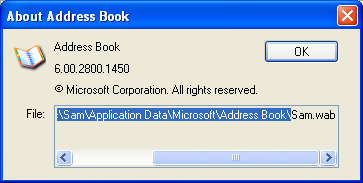 About Address Book
Address Book
OK
6.00.2800.1450
© Microsoft Corporation. All rights reserved.
File: :\Sam\Application Data\Microsoft\Address Book\Sam.wab